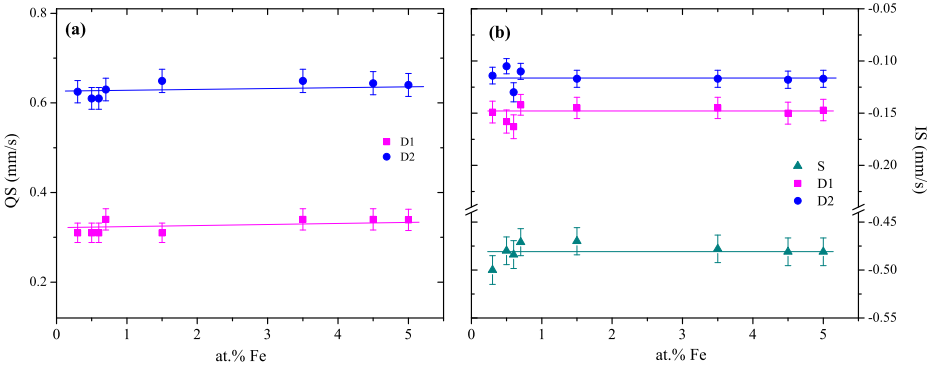 (a)
0.8
0.6
0.4
0.2
QS (mm/s)
D1
D2
0 1 2 3 4 5
at.% Fe
(b)
-0.05
-0.10
-0.15
-0.20
-0.45
-0.50
-0.55
IS (mm/s)
S
D1
D2
0 1 2 3 4 5
at.% Fe